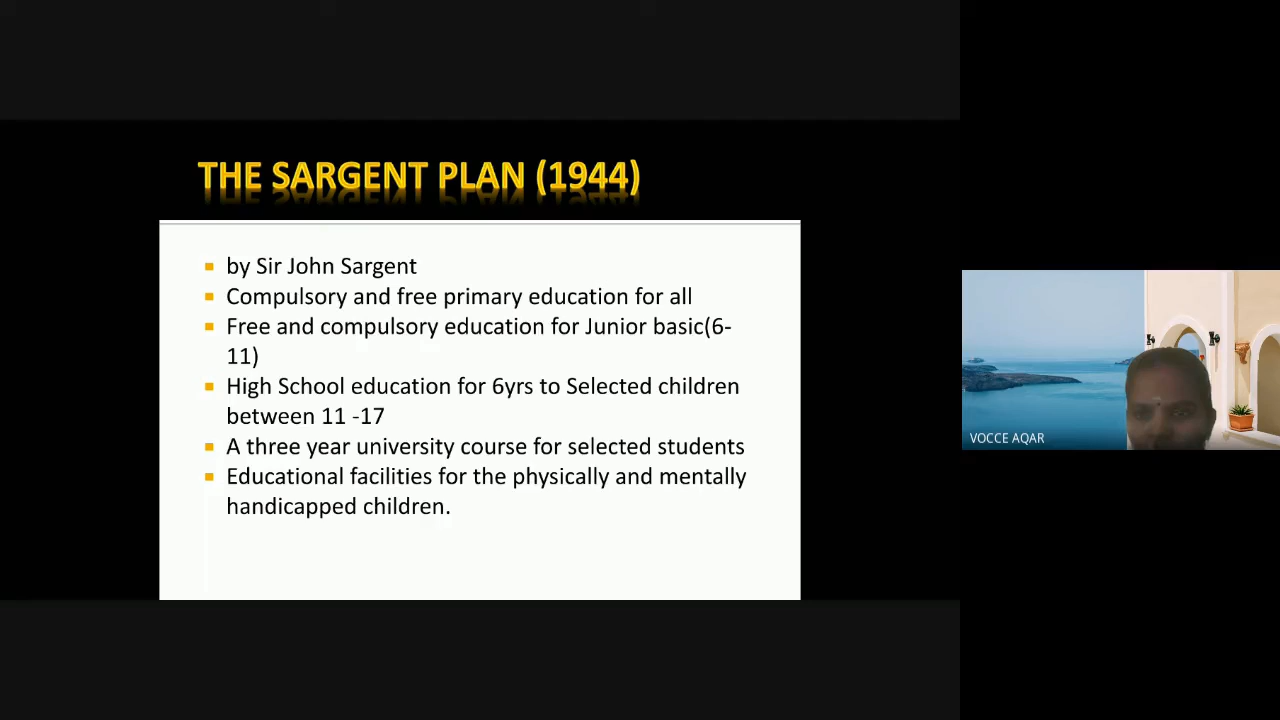 THE SARGENT PLAN (1944)
by Sir John Sargent
Compulsory and free primary education for all
Free and compulsory education for Junior basic(6-
11)
High School education for 6yrs to Selected children
between 11 -17
A three year university course for selected students
Educational facilities for the physically and mentally
handicapped children.
VOCCE AQAR